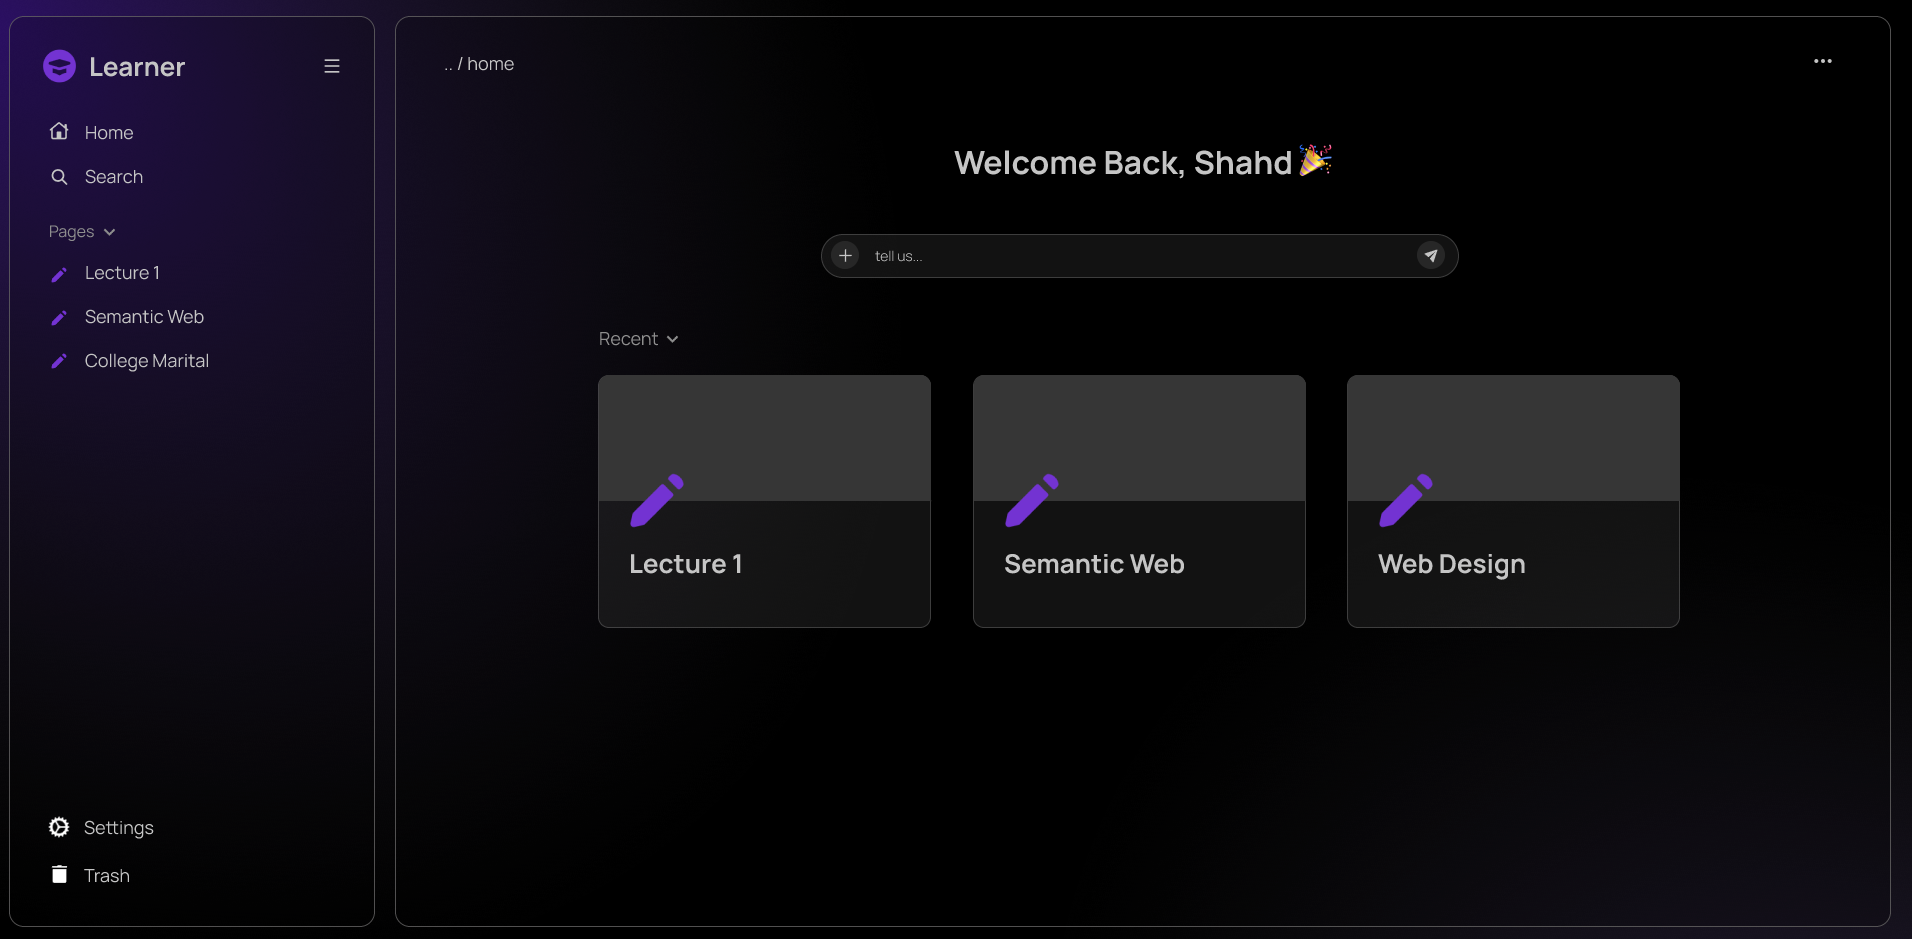 Learner
Home
Search
Pages
Lecture 1
Semantic Web
College Marital
Settings
Trash
.. / home
Welcome Back, Shahd 🎉
tell us...
Recent
Lecture 1
Semantic Web
Web Design